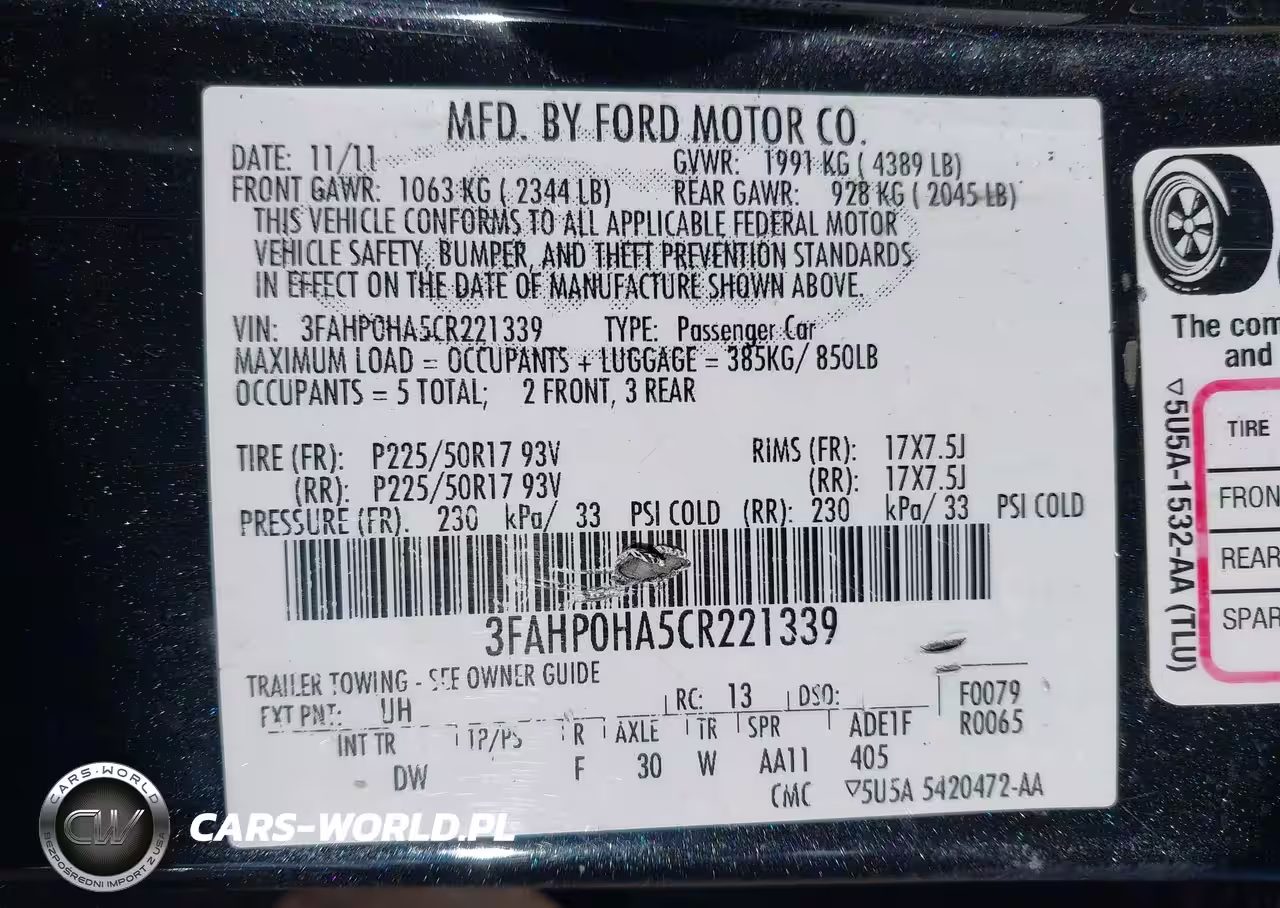 MFD. BY FORD MOTOR CO.
DATE: 11/11 GVWR: 1991 KG ( 4389 LB)
FRONT GAWR: 1063 KG ( 2344 LB) REAR GAWR: 928 KG ( 2045 LB)
THIS VEHICLE CONFORMS TO ALL APPLICABLE FEDERAL MOTOR
VEHICLE SAFETY, BUMPER, AND THEFT PREVENTION STANDARDS
IN EFFECT ON THE DATE OF MANUFACTURE SHOWN ABOVE.
VIN: 3FAHP0HA5CR221339 TYPE: Passenger Car
MAXIMUM LOAD = OCCUPANTS + LUGGAGE = 385KG/ 850LB
OCCUPANTS = 5 TOTAL; 2 FRONT, 3 REAR
TIRE (FR): P225/50R17 93V RIMS (FR): 17X7.5J
(RR): P225/50R17 93V (RR): 17X7.5J
PRESSURE (FR). 230 kPa/ 33 PSI COLD (RR): 230 kPa/ 33 PSI COLD
3FAHP0HA5CR221339
TRAILER TOWING - SEE OWNER GUIDE
EXT PNT: UH RC: 13 DSO: F0079
INT TR TP/PS R AXLE TR SPR ADE1F R0065
DW F 30 W AA11 405
CMC ▽5U5A 5420472-AA
The com
and
▽5U5A-1532-AA (TLU)
TIRE
FRON
REAR
SPAR
CARS-WORLD
CW
BEZPOŚREDNI IMPORT Z USA
CARS-WORLD.PL